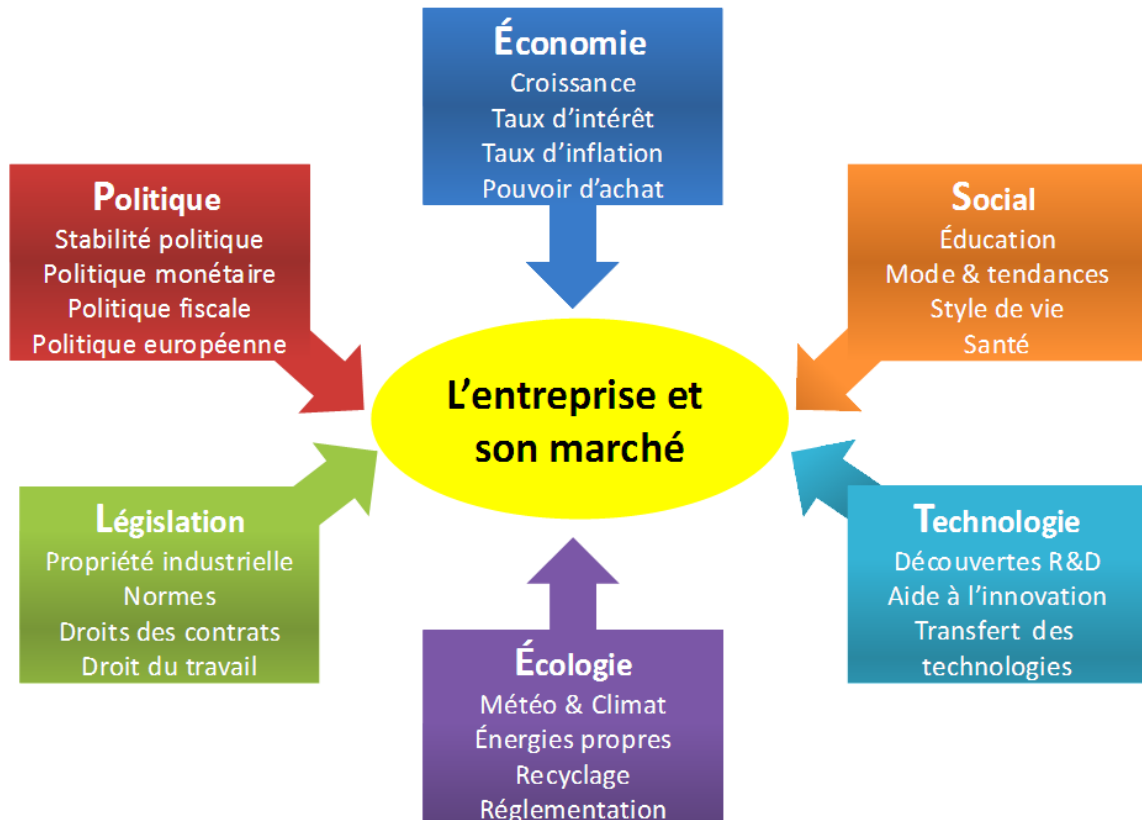 Économie
Croissance
Taux d'intérêt
Taux d'inflation
Pouvoir d'achat
Politique
Stabilité politique
Politique monétaire
Politique fiscale
Politique européenne
Social
Éducation
Mode & tendances
Style de vie
Santé
L'entreprise et
son marché
Législation
Propriété industrielle
Normes
Droits des contrats
Droit du travail
Technologie
Découvertes R&D
Aide à l'innovation
Transfert des
technologies
Écologie
Météo & Climat
Énergies propres
Recyclage
Réglementation